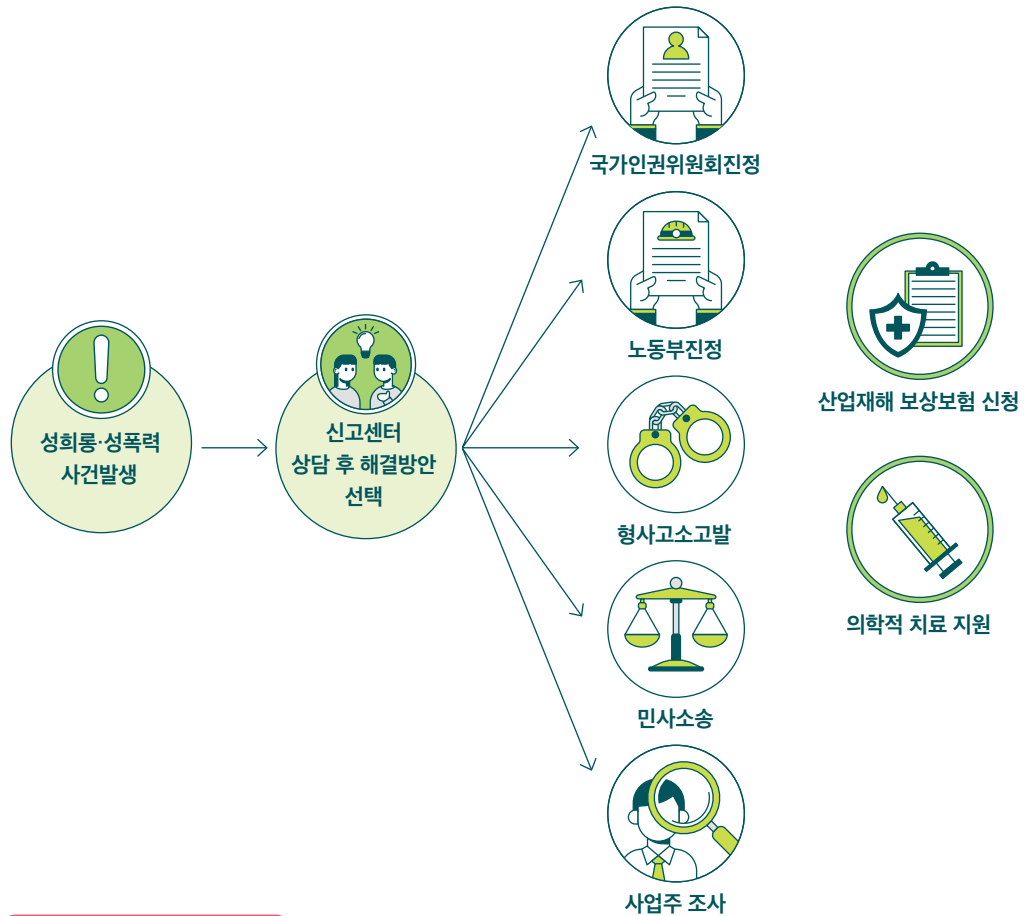 성희롱·성폭력
사건발생
신고센터
상담 후 해결방안
선택
국가인권위원회진정
노동부진정
형사고소고발
민사소송
사업주 조사
산업재해 보상보험 신청
의학적 치료 지원